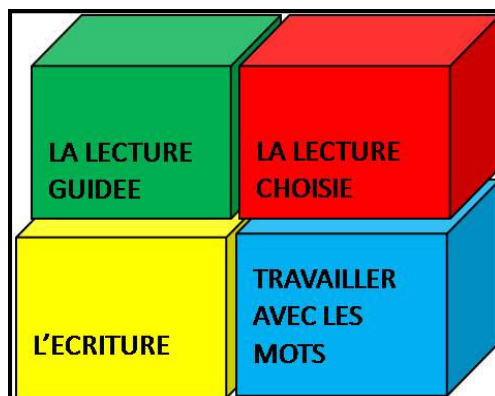 LA LECTURE
GUIDEE
LA LECTURE
CHOISIE
L'ECRITURE
TRAVAILLER
AVEC LES
MOTS